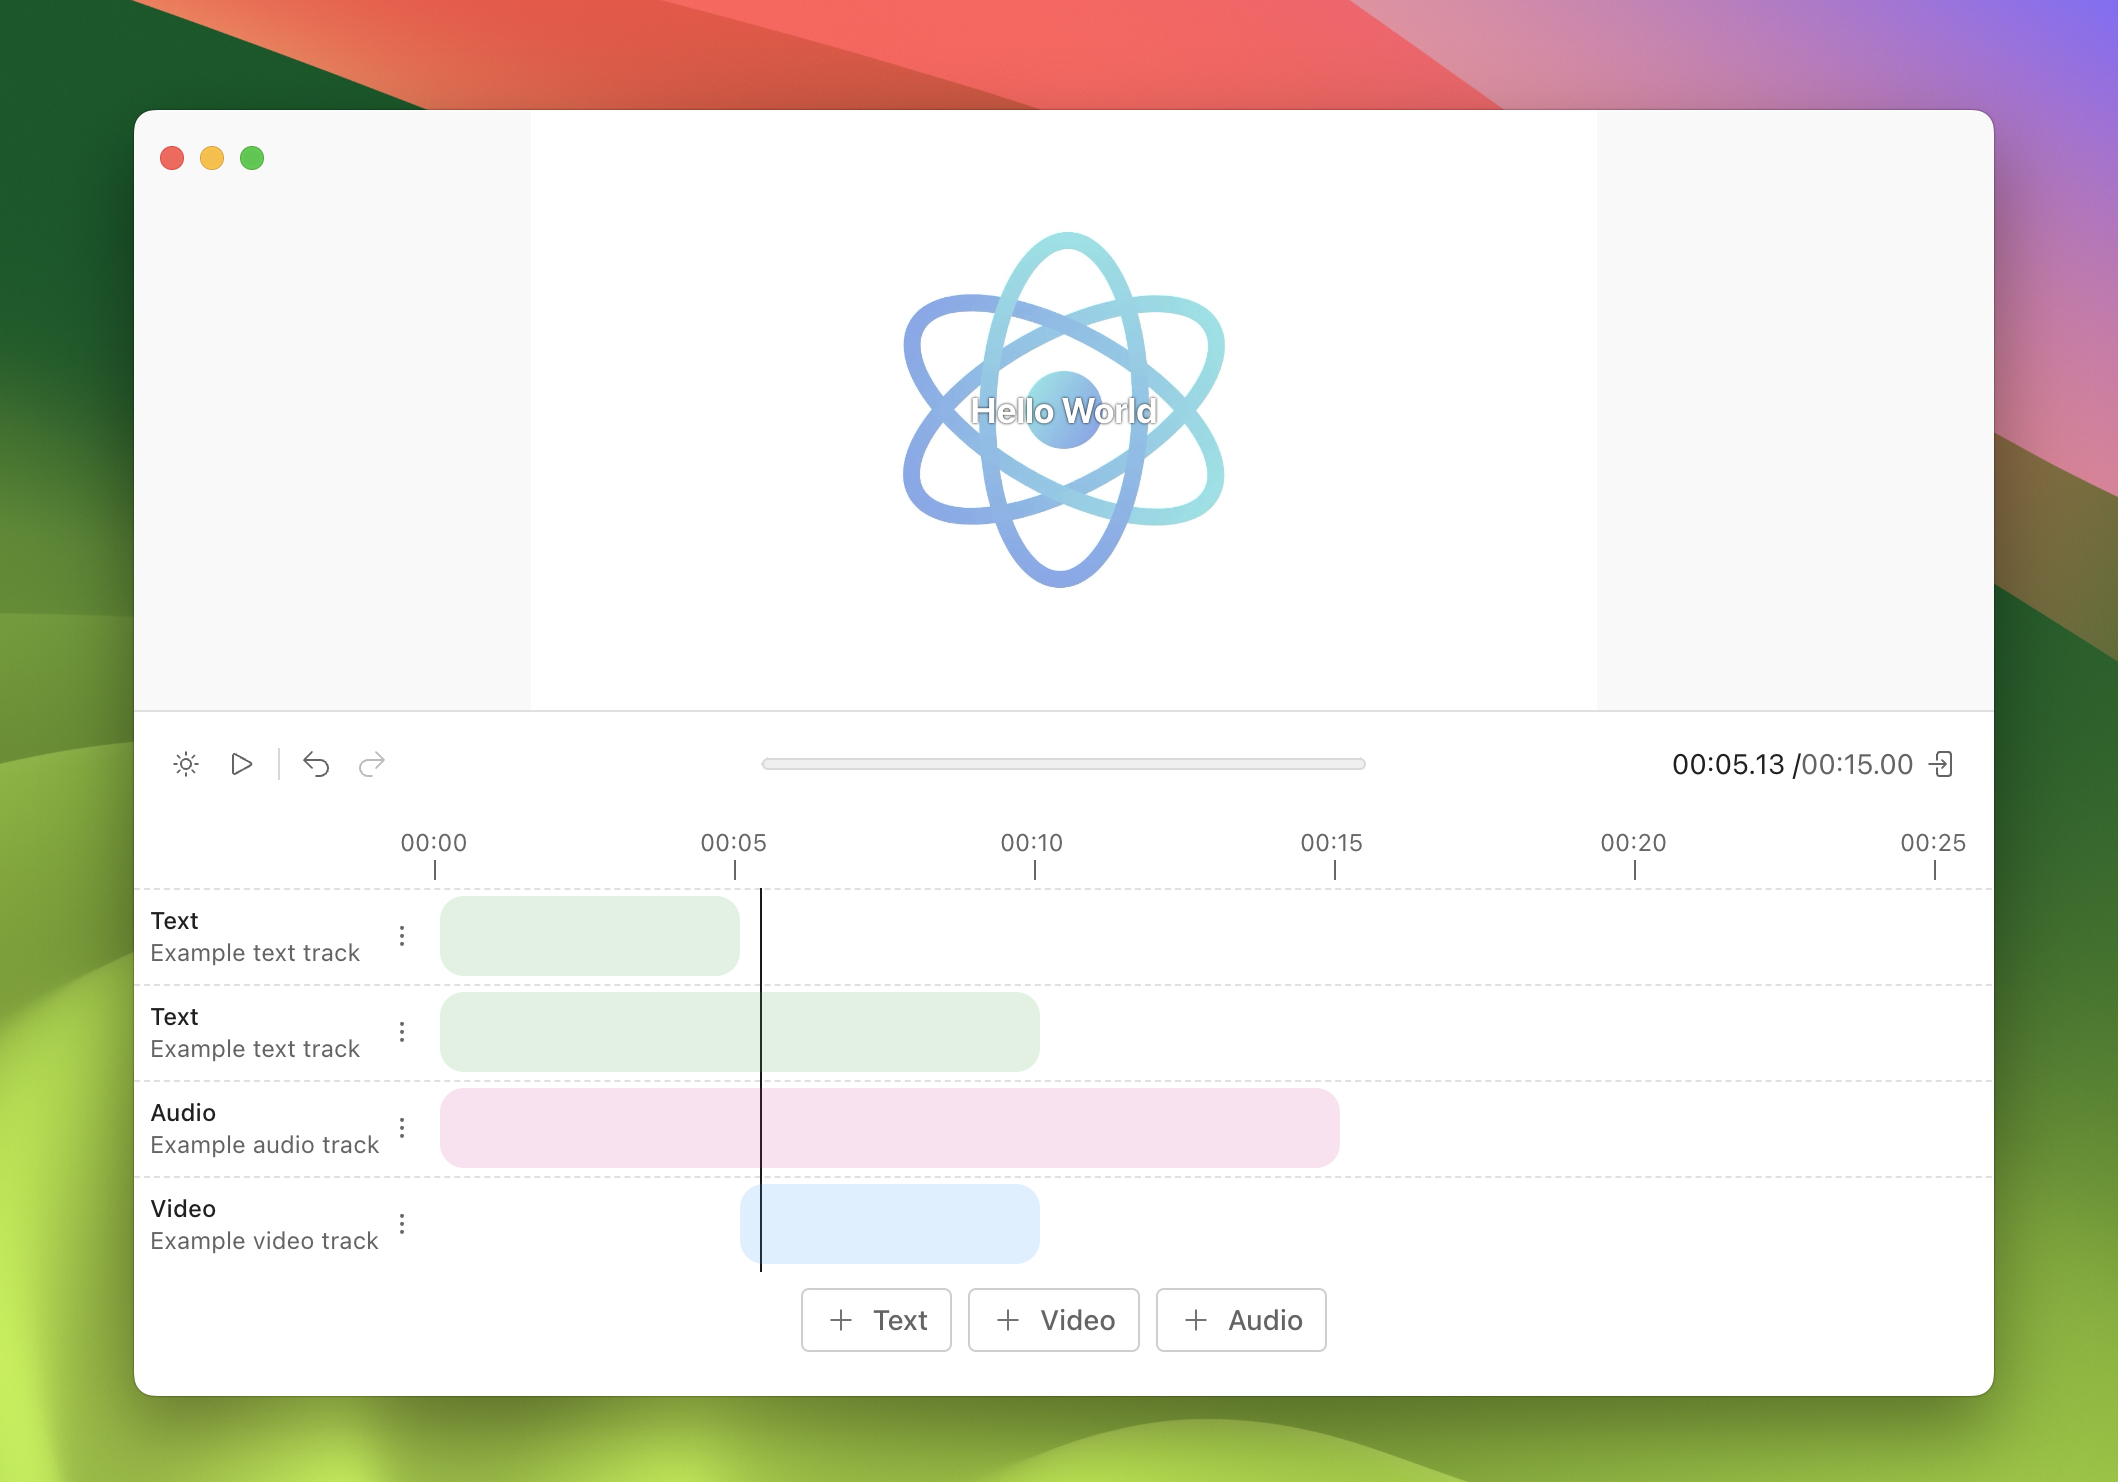 Hello World
00:05.13 /00:15.00
00:00 00:05 00:10 00:15 00:20 00:25
Text
Example text track
Text
Example text track
Audio
Example audio track
Video
Example video track
+ Text + Video + Audio